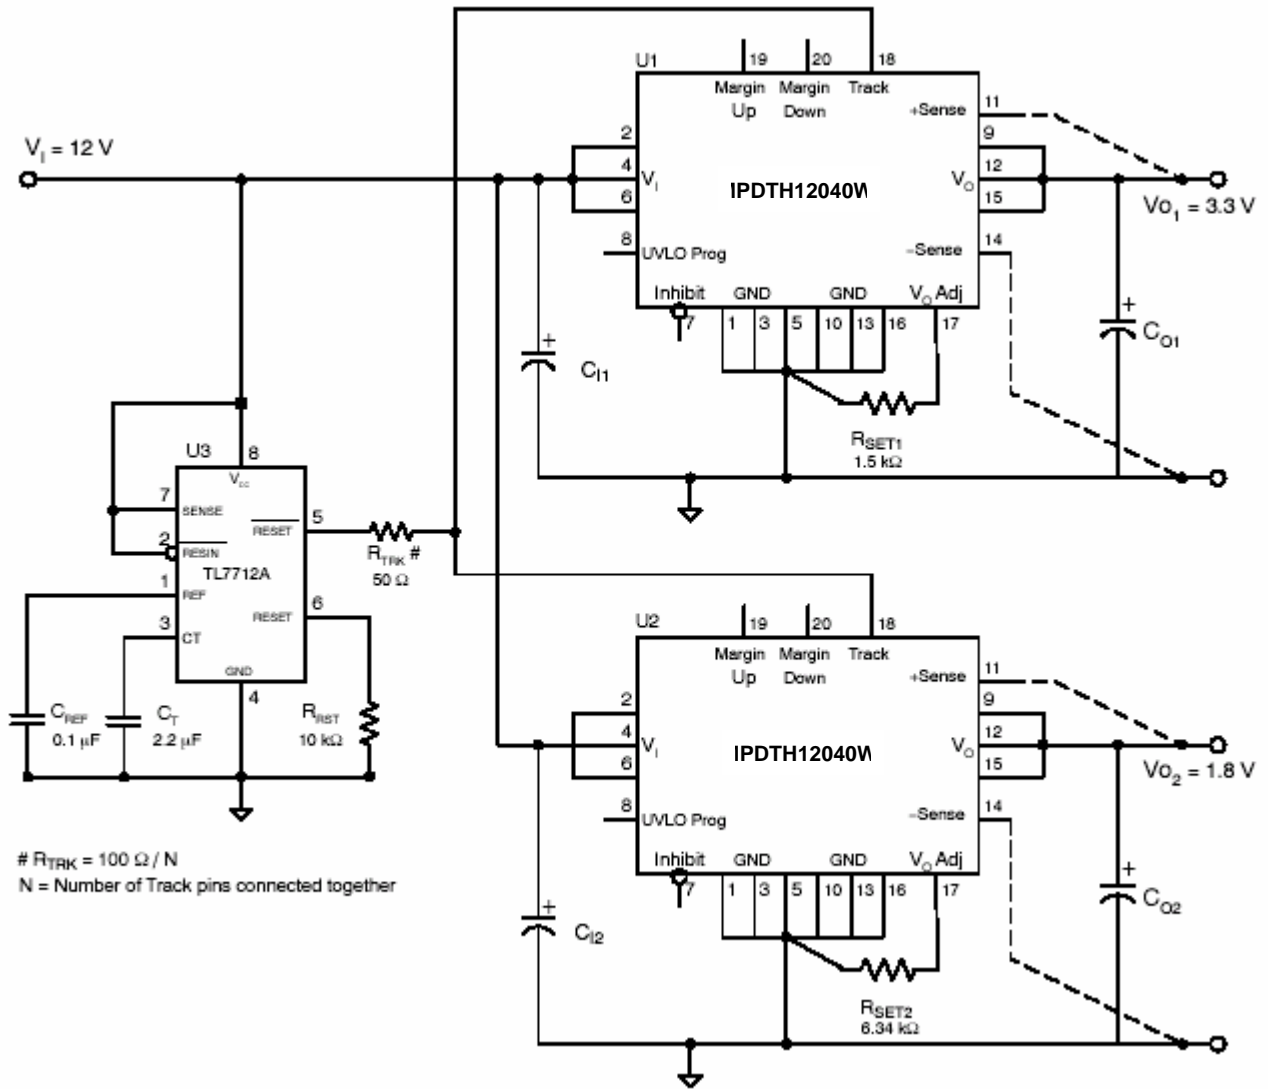 U1
19
20
18
Margin Up
Margin Down
Track
+Sense
11
2
9
V_I = 12 V
4
V_I
IPDTH12040W
V_O
12
6
15
Vo_1 = 3.3 V
8
UVLO Prog
–Sense
14
Inhibit
GND
GND
V_O Adj
7
1
3
5
10
13
16
17
+
+
C_I1
C_O1
R_SET1
1.5 kΩ
U3
8
V_cc
7
SENSE
RESET
5
2
RESIN
R_TRK #
50 Ω
TL7712A
1
REF
RESET
6
3
CT
GND
4
C_REF
0.1 µF
C_T
2.2 µF
R_RST
10 kΩ
U2
19
20
18
Margin Up
Margin Down
Track
+Sense
11
2
9
4
V_I
IPDTH12040W
V_O
12
6
15
Vo_2 = 1.8 V
8
UVLO Prog
–Sense
14
Inhibit
GND
GND
V_O Adj
7
1
3
5
10
13
16
17
# R_TRK = 100 Ω / N
N = Number of Track pins connected together
+
+
C_I2
C_O2
R_SET2
6.34 kΩ